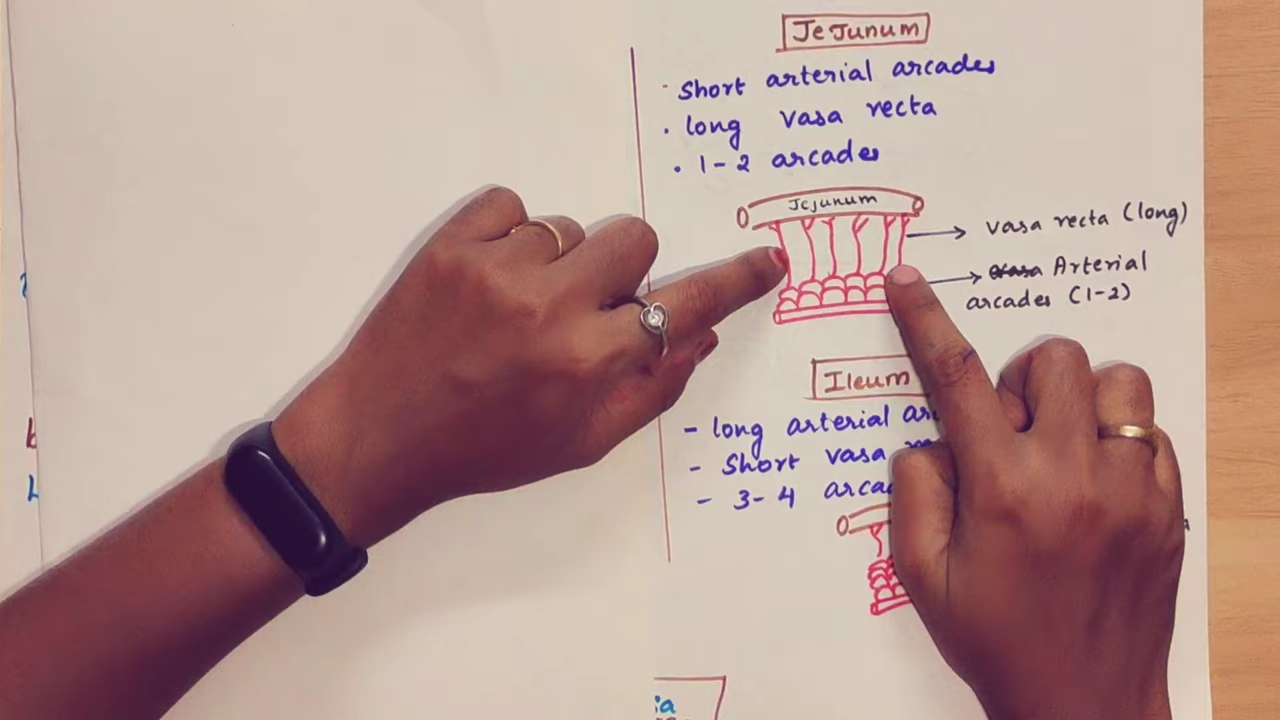 Jejunum
· Short arterial arcades
· long vasa recta
· 1-2 arcades
Jejunum
vasa recta (long)
Arterial
arcades (1-2)
Ileum
- long arterial
- Short vasa
- 3-4